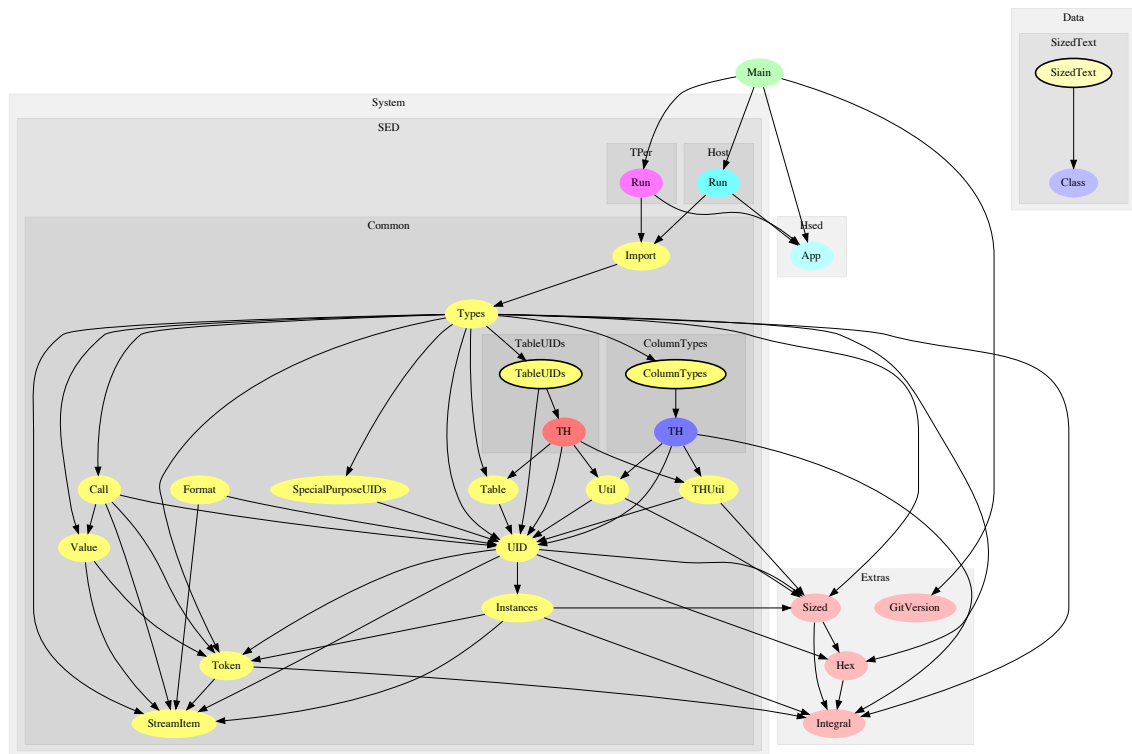 Data
SizedText
SizedText
Main
System
SED
TPer
Host
Run
Run
Class
Common
Hsed
Import
App
Types
TableUIDs
ColumnTypes
TableUIDs
ColumnTypes
TH
TH
Call
Format
SpecialPurposeUIDs
Table
Util
THUtil
Value
UID
Extras
Instances
Sized
GitVersion
Token
Hex
StreamItem
Integral